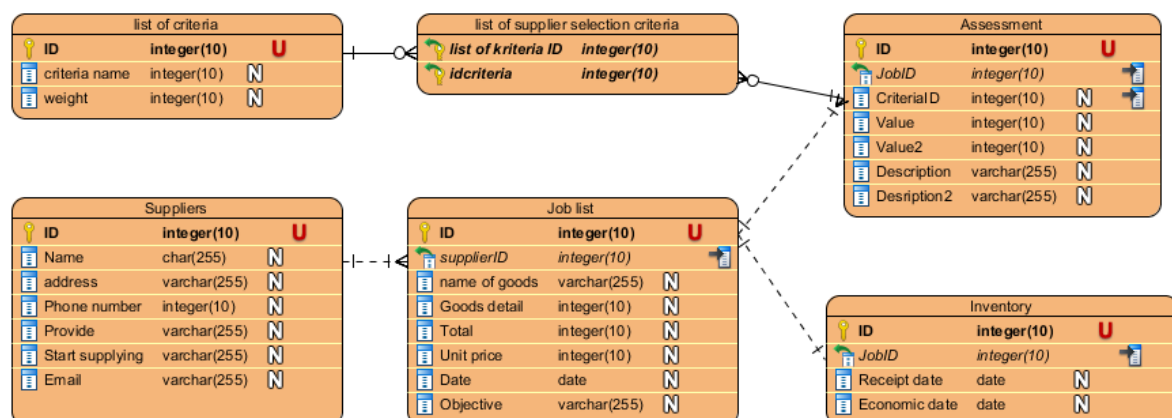 list of criteria
ID integer(10) U
criteria name integer(10) N
weight integer(10) N
list of supplier selection criteria
list of kriteria ID integer(10)
idcriteria integer(10)
Assessment
ID integer(10) U
JobID integer(10)
CriteriaID integer(10) N
Value integer(10) N
Value2 integer(10) N
Description varchar(255) N
Desription2 varchar(255) N
Suppliers
ID integer(10) U
Name char(255) N
address varchar(255) N
Phone number integer(10) N
Provide varchar(255) N
Start supplying varchar(255) N
Email varchar(255) N
Job list
ID integer(10) U
supplierID integer(10)
name of goods varchar(255) N
Goods detail integer(10) N
Total integer(10) N
Unit price integer(10) N
Date date N
Objective varchar(255) N
Inventory
ID integer(10) U
JobID integer(10)
Receipt date date N
Economic date date N